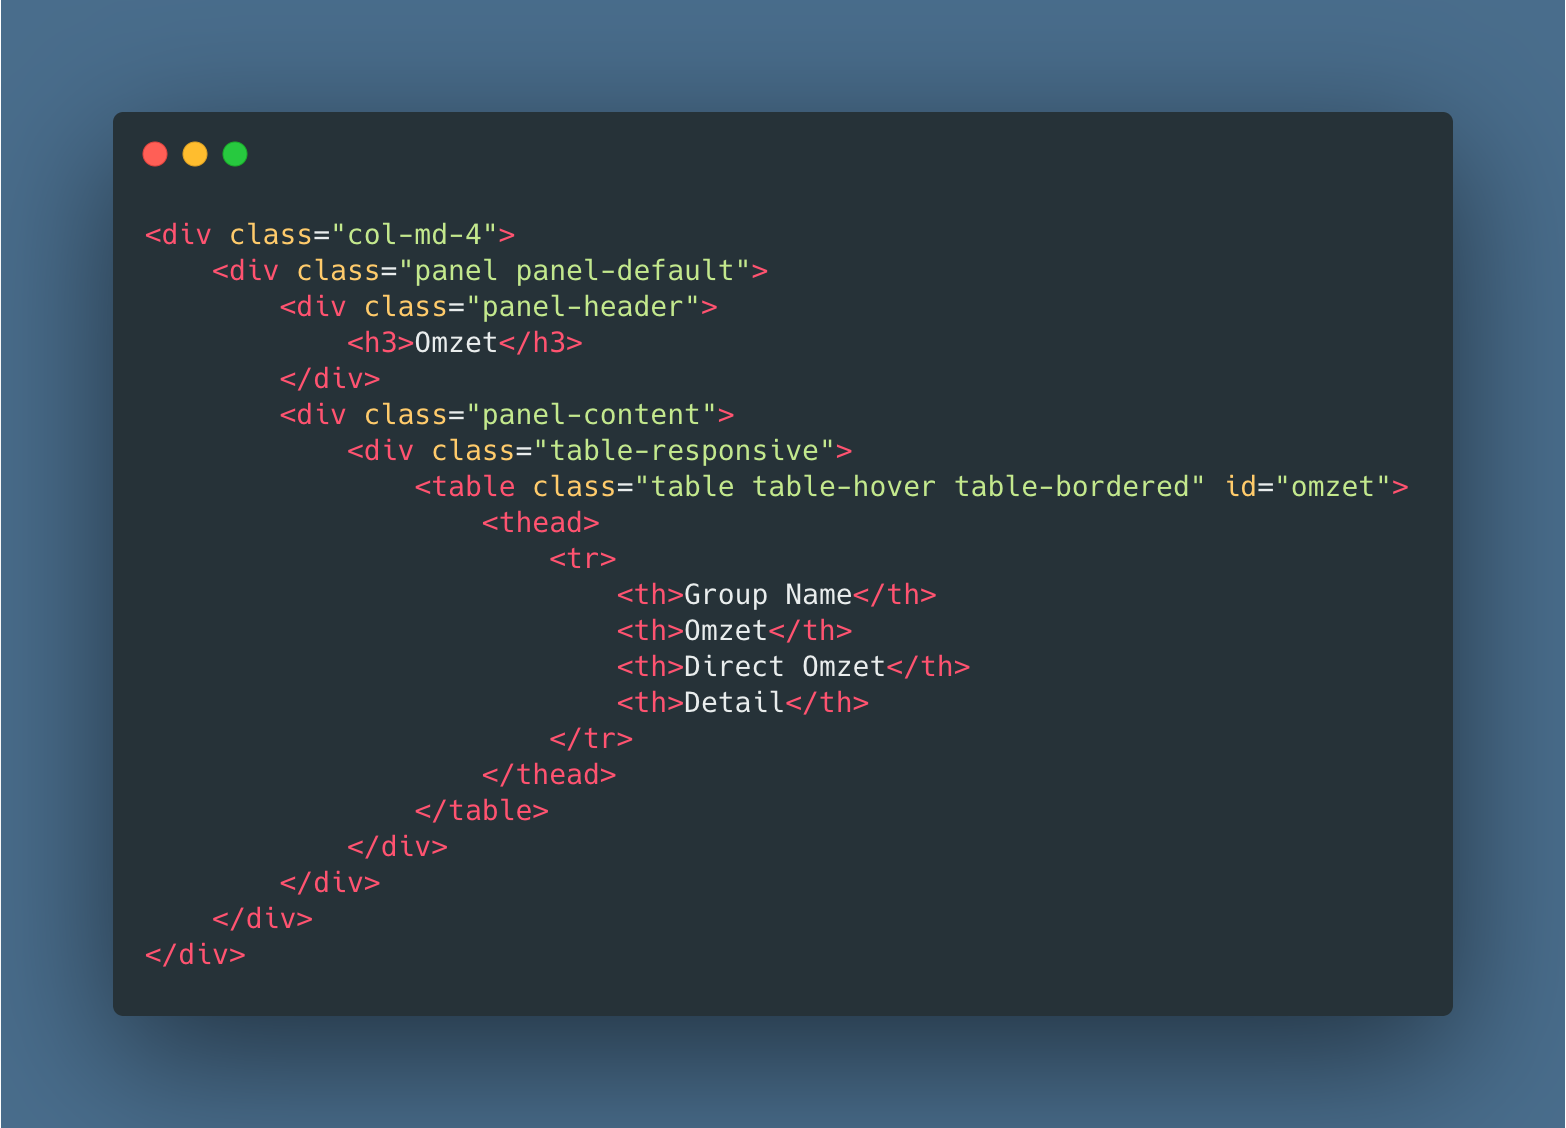 <div class="col-md-4">
    <div class="panel panel-default">
        <div class="panel-header">
            <h3>Omzet</h3>
        </div>
        <div class="panel-content">
            <div class="table-responsive">
                <table class="table table-hover table-bordered" id="omzet">
                    <thead>
                        <tr>
                            <th>Group Name</th>
                            <th>Omzet</th>
                            <th>Direct Omzet</th>
                            <th>Detail</th>
                        </tr>
                    </thead>
                </table>
            </div>
        </div>
    </div>
</div>